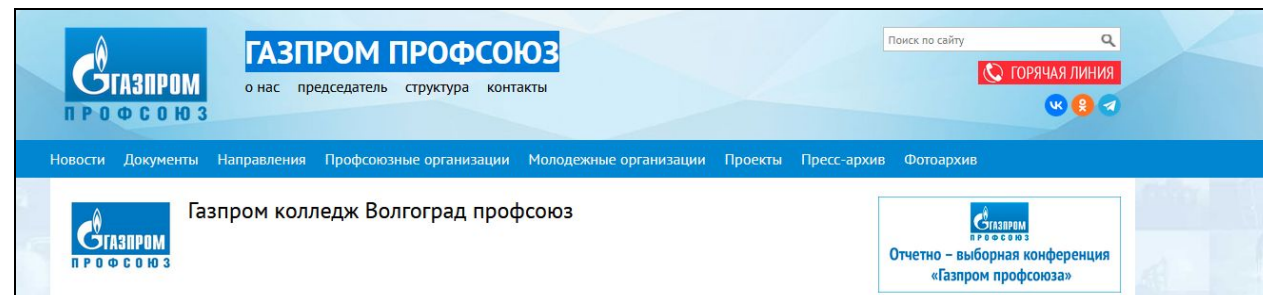 ГАЗПРОМ
ПРОФСОЮЗ
ГАЗПРОМ ПРОФСОЮЗ
о нас председатель структура контакты
Поиск по сайту
ГОРЯЧАЯ ЛИНИЯ
Новости Документы Направления Профсоюзные организации Молодежные организации Проекты Пресс-архив Фотоархив
ГАЗПРОМ
ПРОФСОЮЗ
Газпром колледж Волгоград профсоюз
ГАЗПРОМ
ПРОФСОЮЗ
Отчетно – выборная конференция
«Газпром профсоюза»